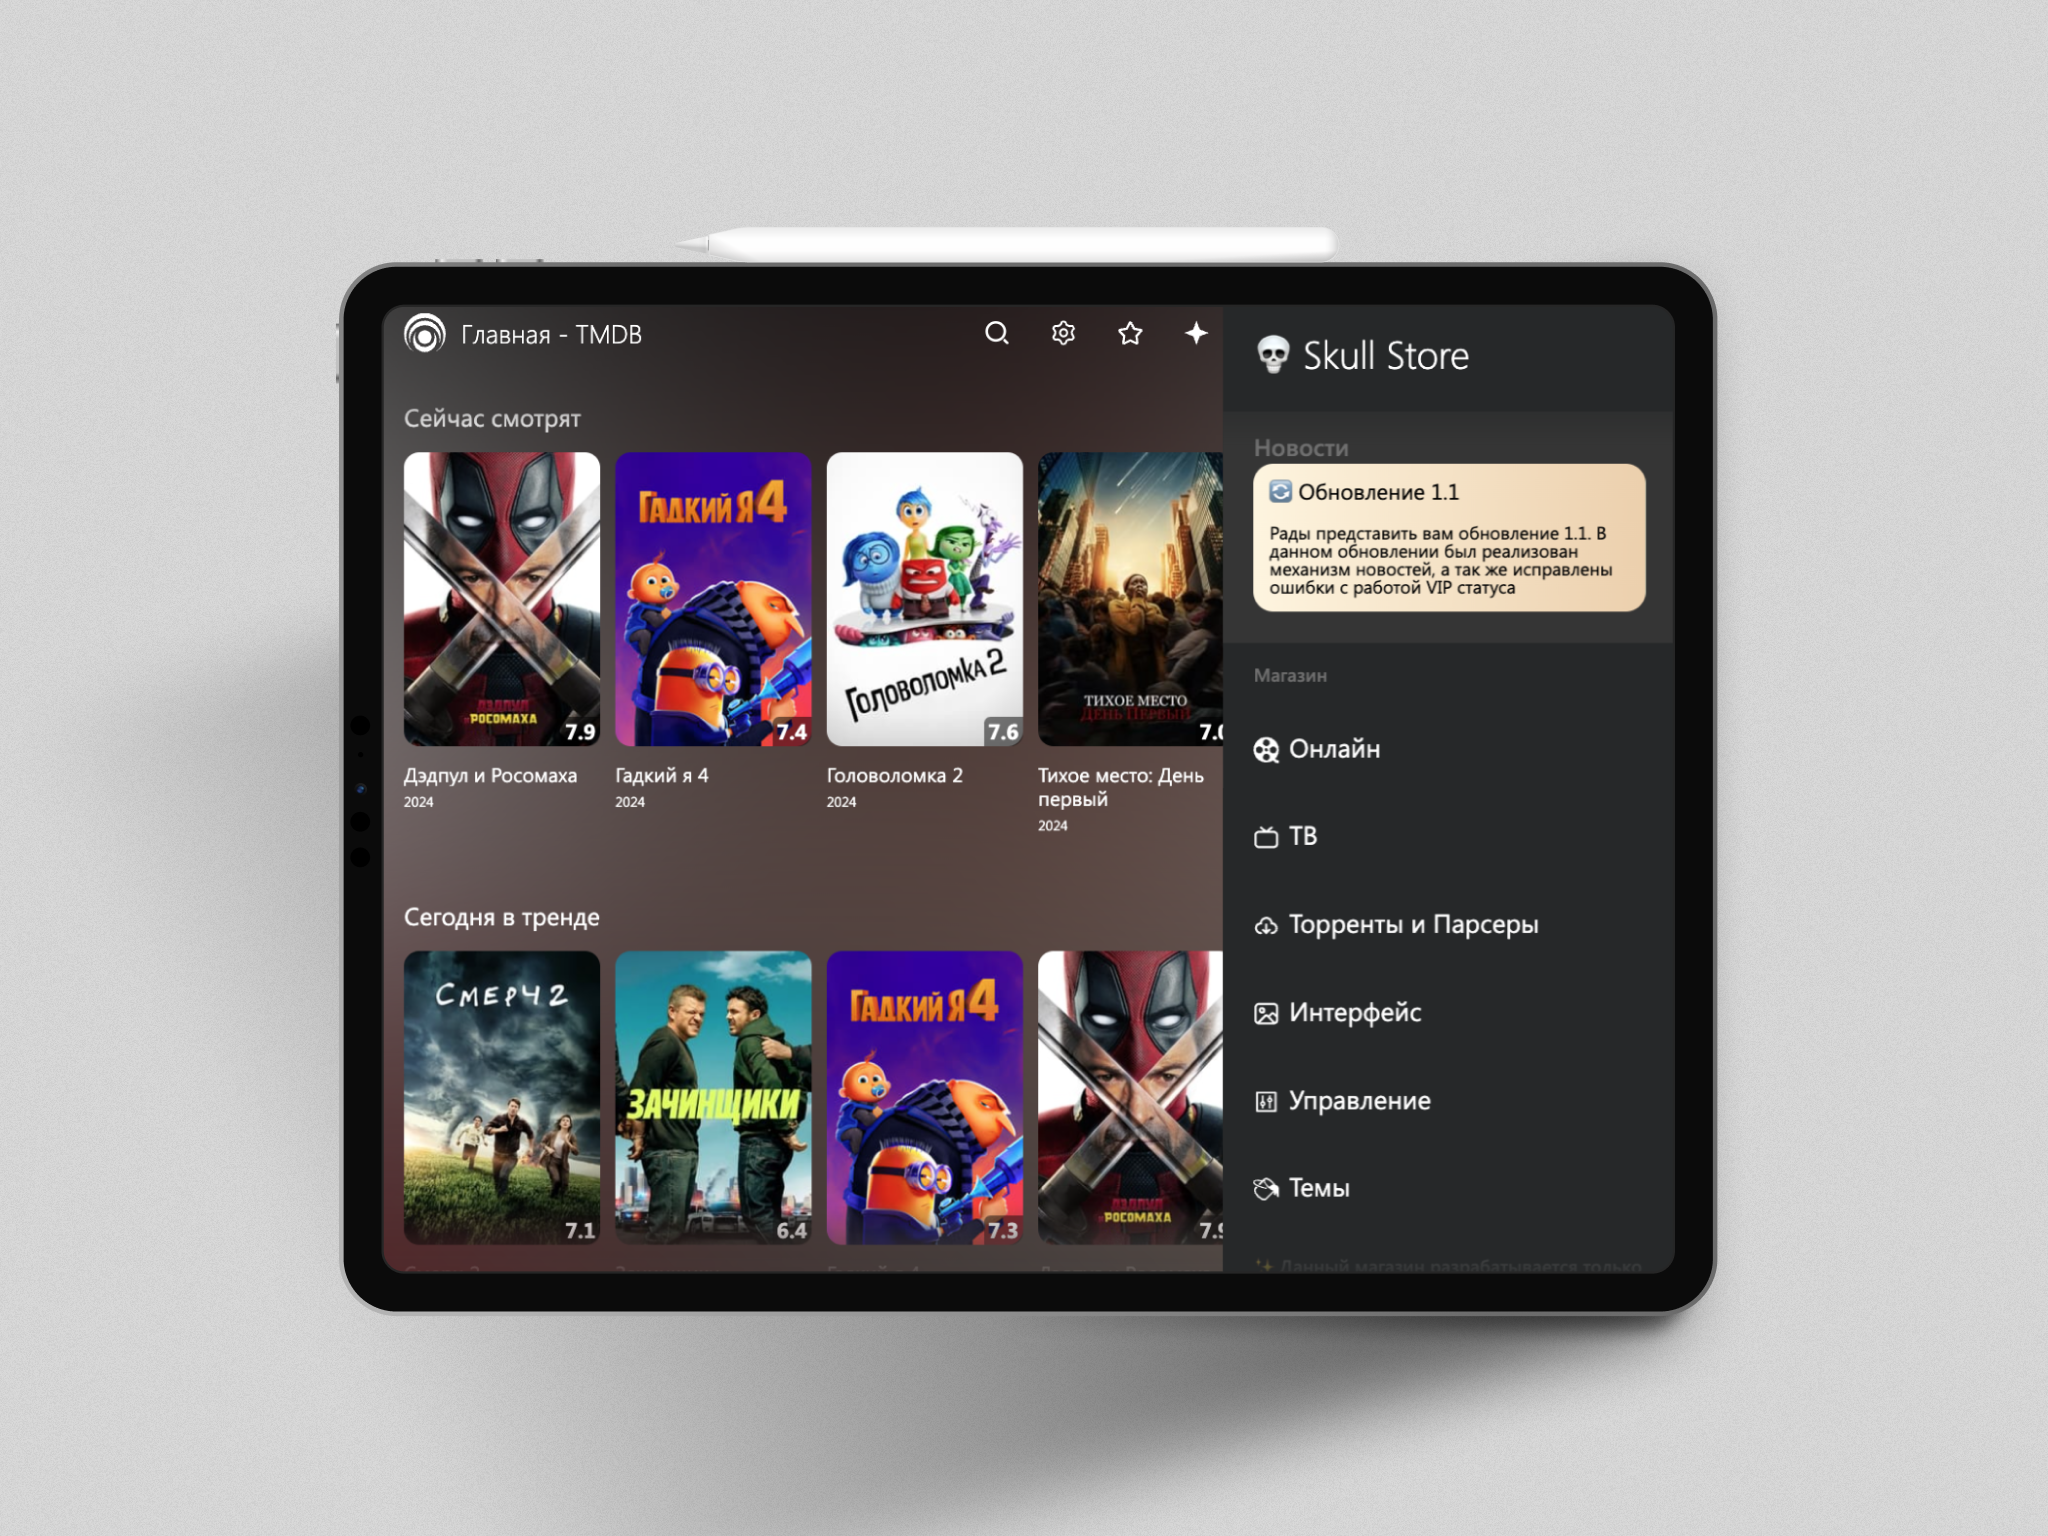 Главная - TMDB
Сейчас смотрят
ДЭДПУЛ
РОСОМАХА
7.9
Гадкий Я 4
7.4
Головоломка 2
7.6
ТИХОЕ МЕСТО
ДЕНЬ ПЕРВЫЙ
7.0
Дэдпул и Росомаха
2024
Гадкий я 4
2024
Головоломка 2
2024
Тихое место: День
первый
2024
Сегодня в тренде
Смерч 2
7.1
ЗАЧИНЩИКИ
6.4
Гадкий Я 4
7.3
ДЭДПУЛ
РОСОМАХА
7.9
Skull Store
Новости
Обновление 1.1
Рады представить вам обновление 1.1. В
данном обновлении был реализован
механизм новостей, а так же исправлены
ошибки с работой VIP статуса
Магазин
Онлайн
ТВ
Торренты и Парсеры
Интерфейс
Управление
Темы
Данный магазин разрабатывается только